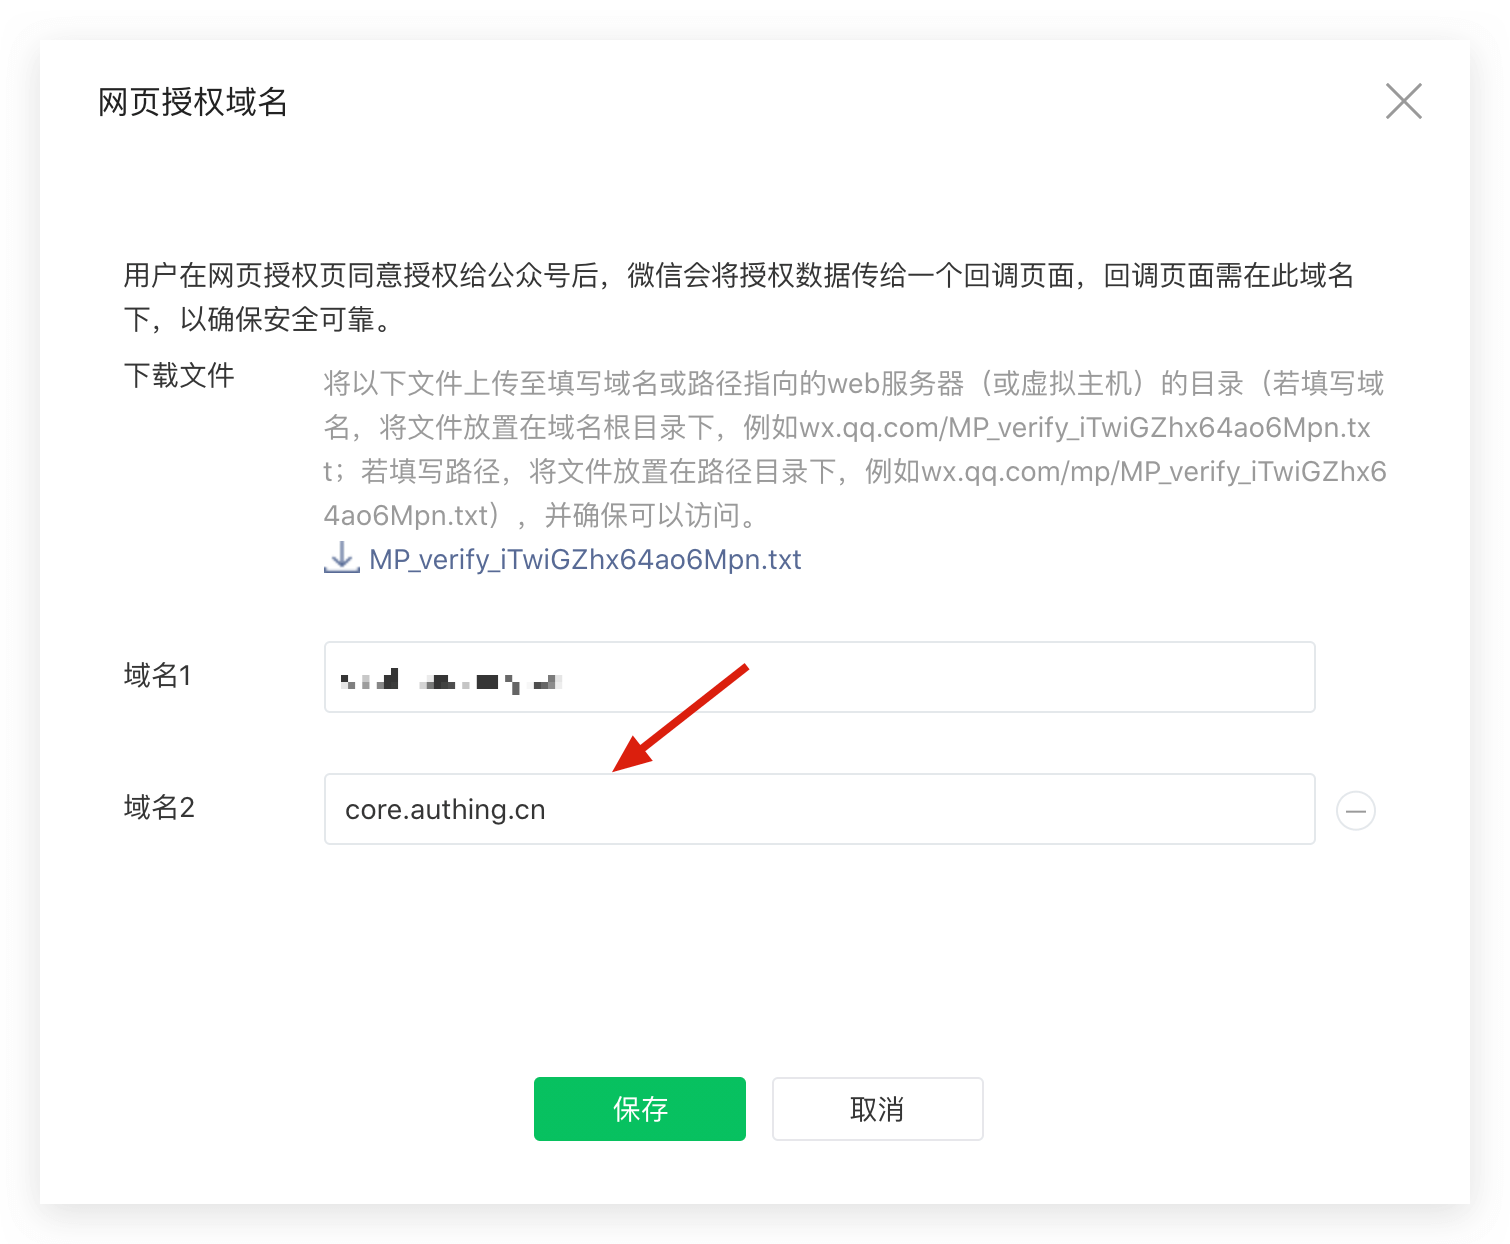 网页授权域名
用户在网页授权页同意授权给公众号后，微信会将授权数据传给一个回调页面，回调页面需在此域名
下，以确保安全可靠。
下载文件
将以下文件上传至填写域名或路径指向的web服务器（或虚拟主机）的目录（若填写域
名，将文件放置在域名根目录下，例如wx.qq.com/MP_verify_iTwiGZhx64ao6Mpn.tx
t；若填写路径，将文件放置在路径目录下，例如wx.qq.com/mp/MP_verify_iTwiGZhx6
4ao6Mpn.txt），并确保可以访问。
MP_verify_iTwiGZhx64ao6Mpn.txt
域名1
域名2
core.authing.cn
保存
取消